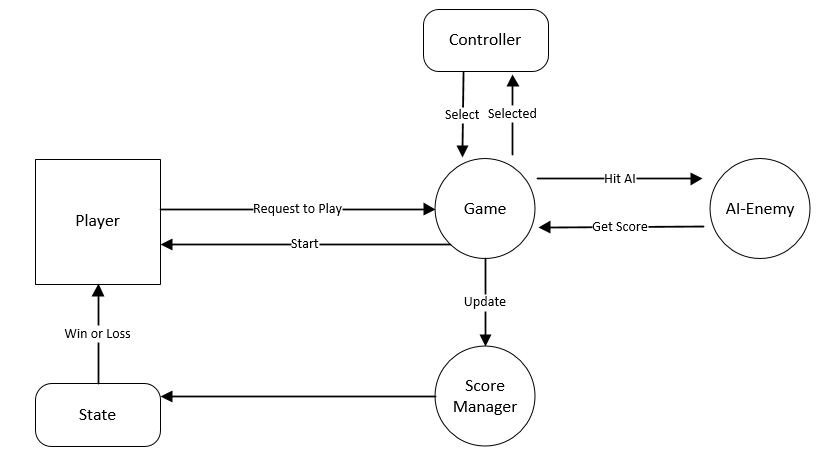 Controller
Select
Selected
Player
Request to Play
Game
Hit AI
AI-Enemy
Get Score
Start
Update
Win or Loss
Score
Manager
State